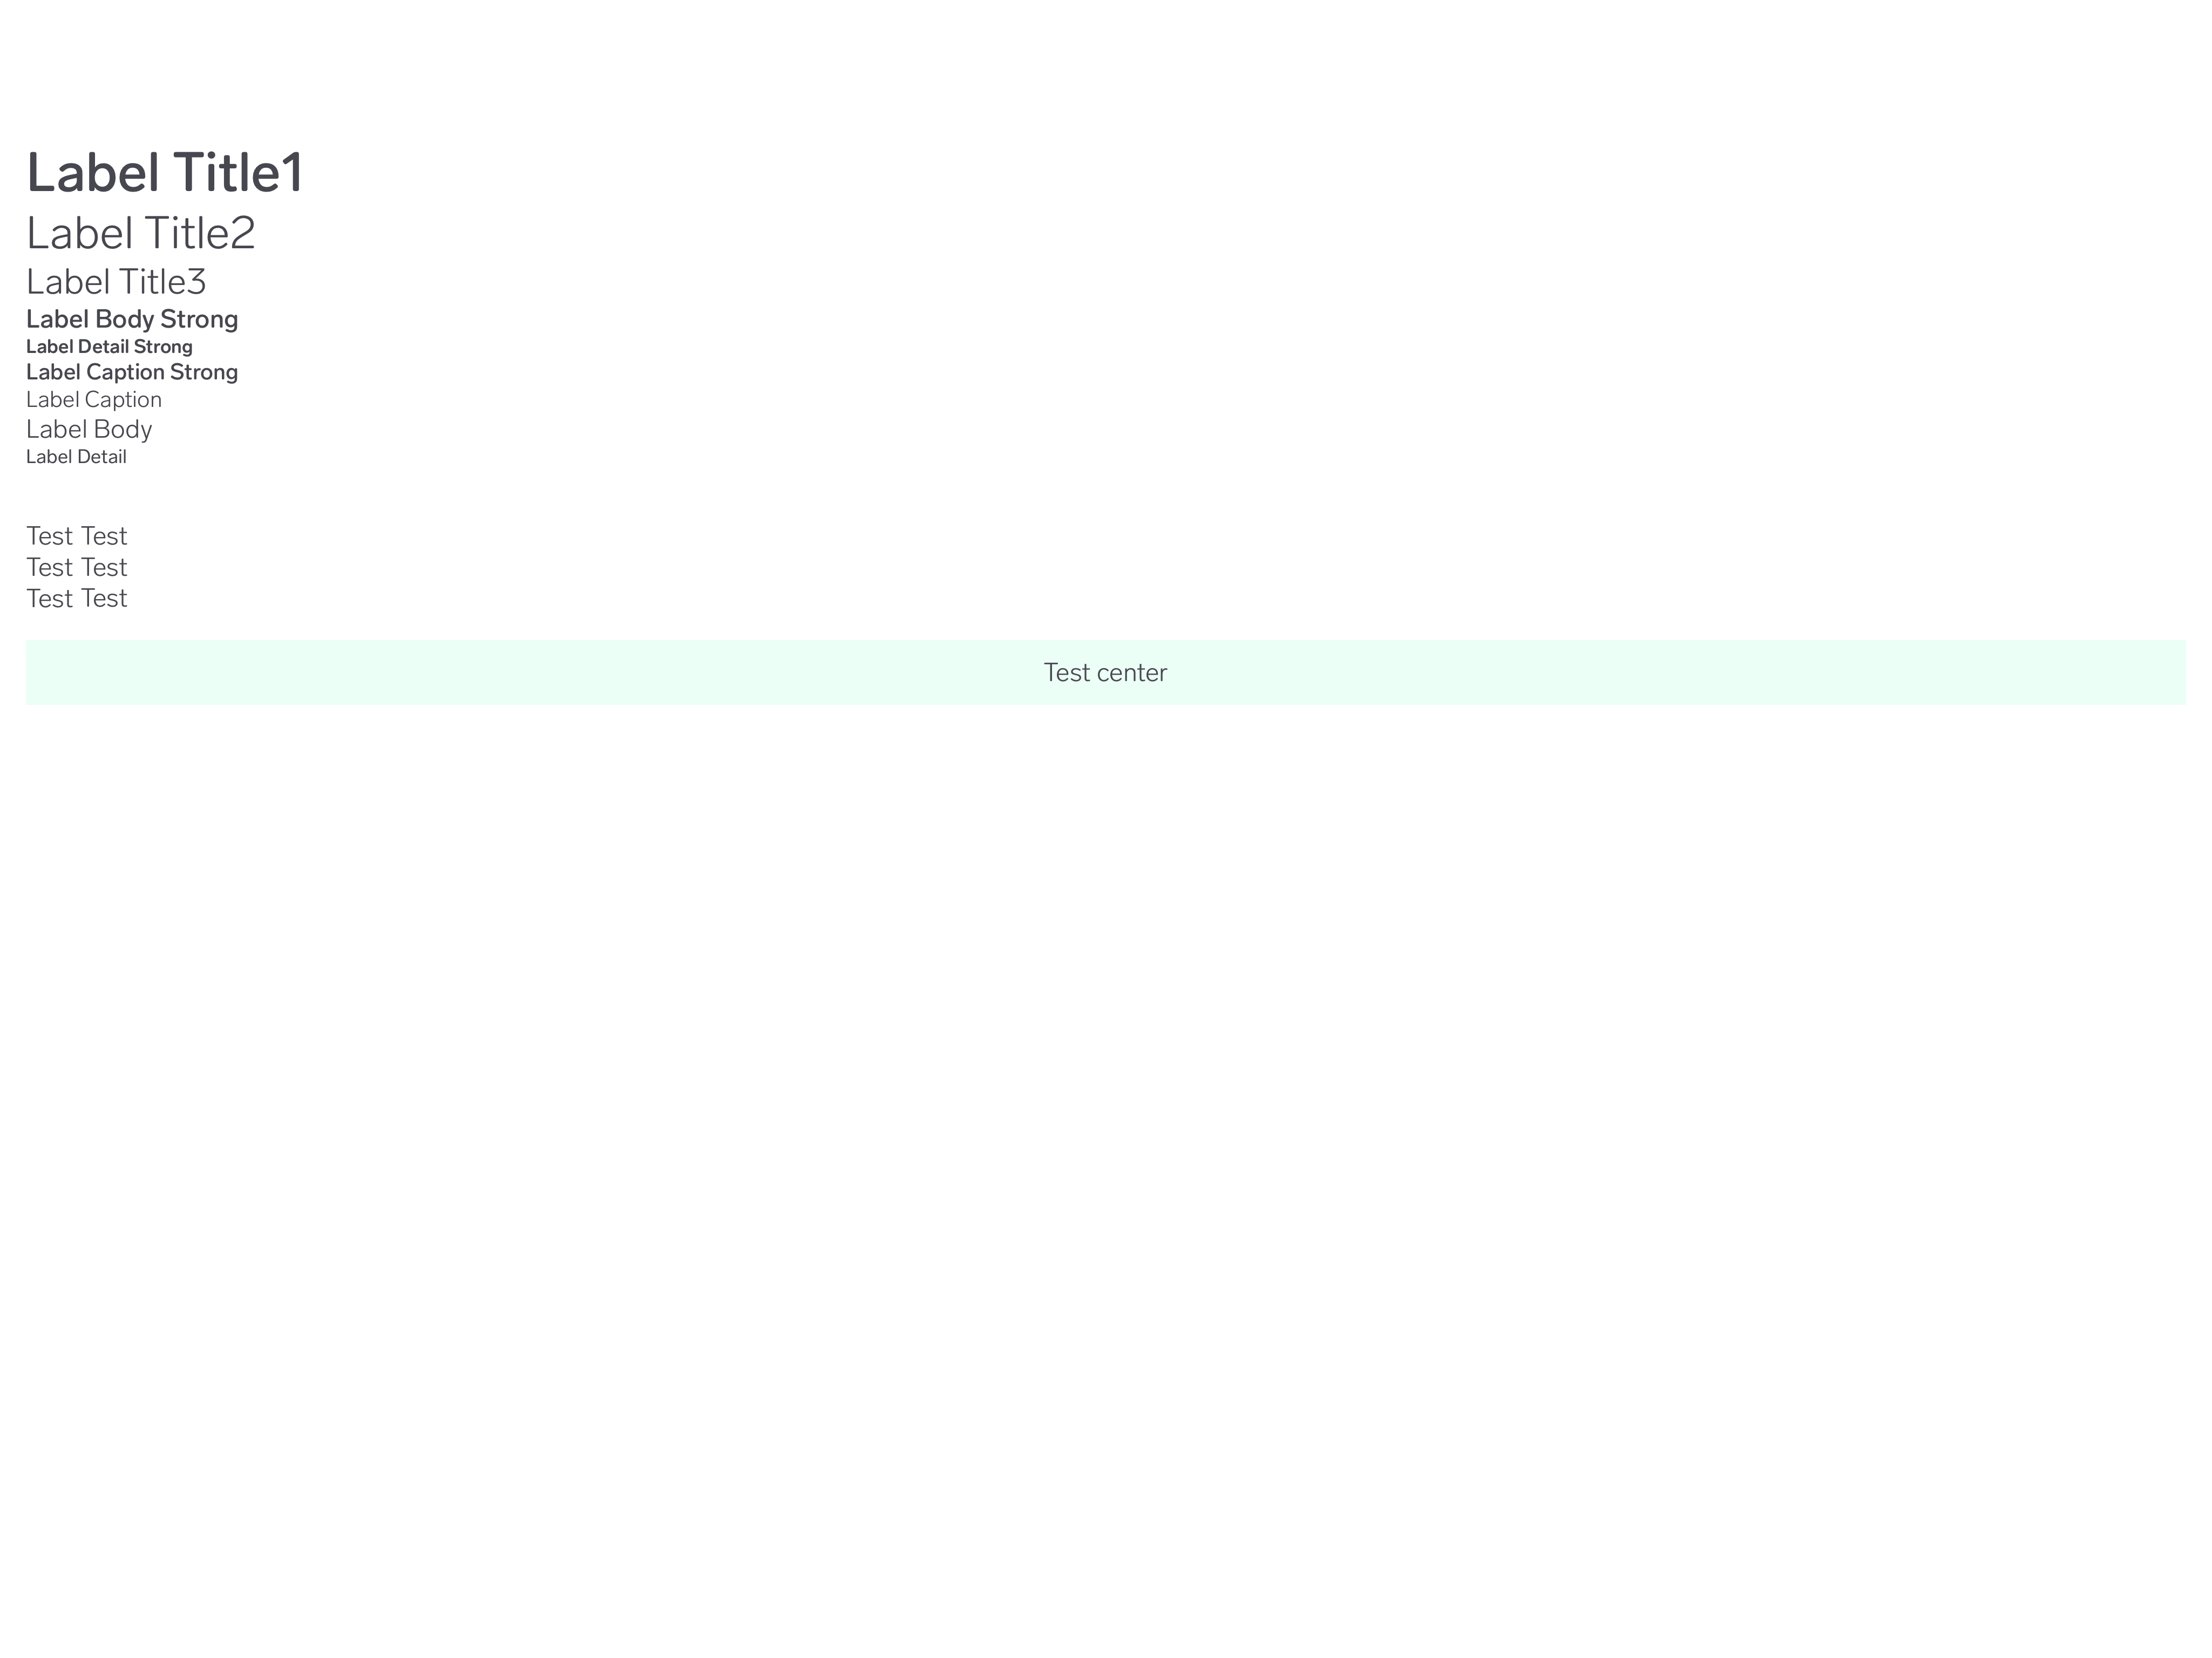 Label Title1
Label Title2
Label Title3
Label Body Strong
Label Detail Strong
Label Caption Strong
Label Caption
Label Body
Label Detail
Test Test
Test Test
Test Test
Test center